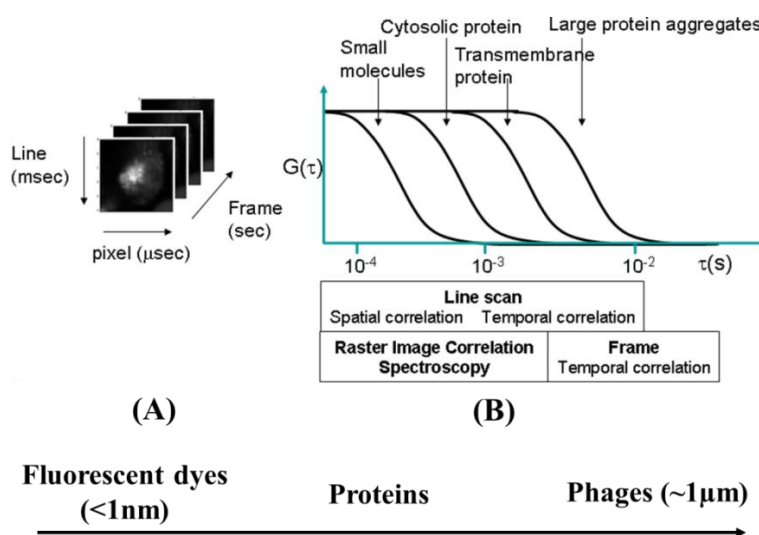 Line
(msec)
pixel (μsec)
Frame
(sec)
Cytosolic protein
Large protein aggregates
Small
molecules
Transmembrane
protein
G(τ)
10⁻⁴
10⁻³
10⁻²
τ(s)
Line scan
Spatial correlation Temporal correlation
Raster Image Correlation
Spectroscopy
Frame
Temporal correlation
(A)
(B)
Fluorescent dyes
(<1nm)
Proteins
Phages (~1μm)